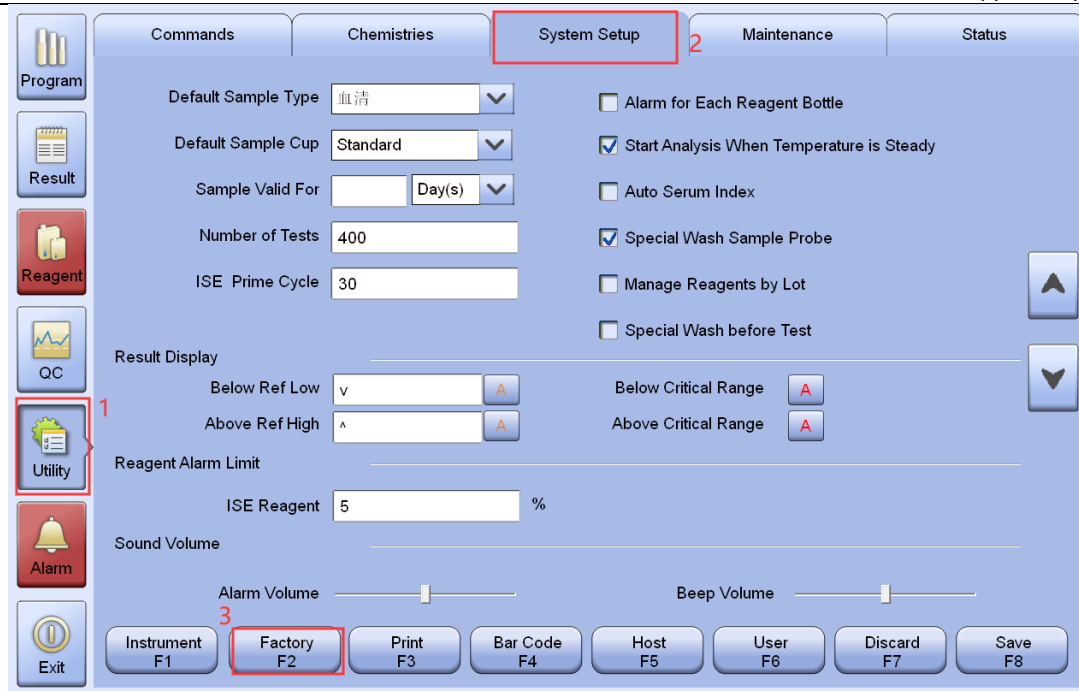 Commands Chemistries System Setup 2 Maintenance Status
Program
Result
Reagent
QC
1
Utility
Alarm
Exit
Default Sample Type 血清
Default Sample Cup Standard
Sample Valid For Day(s)
Number of Tests 400
ISE Prime Cycle 30
Alarm for Each Reagent Bottle
Start Analysis When Temperature is Steady
Auto Serum Index
Special Wash Sample Probe
Manage Reagents by Lot
Special Wash before Test
Result Display
Below Ref Low v A Below Critical Range A
Above Ref High ^ A Above Critical Range A
Reagent Alarm Limit
ISE Reagent 5 %
Sound Volume
Alarm Volume Beep Volume
3
Instrument F1
Factory F2
Print F3
Bar Code F4
Host F5
User F6
Discard F7
Save F8